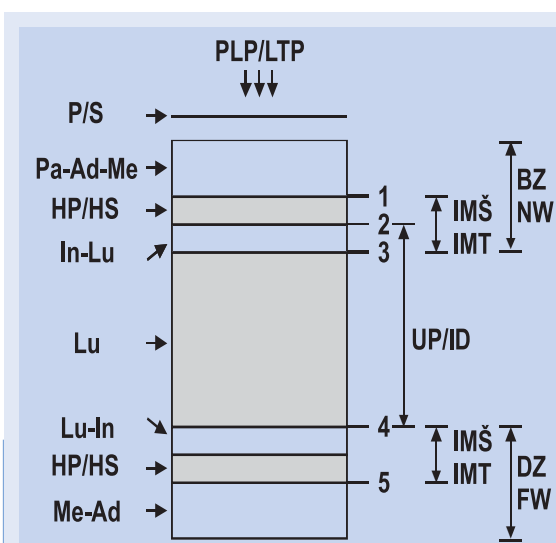 PLP/LTP
P/S
Pa-Ad-Me
HP/HS
In-Lu
Lu
Lu-In
HP/HS
Me-Ad
1
2
3
4
5
IMŠ
IMT
BZ
NW
UP/ID
IMŠ
IMT
DZ
FW